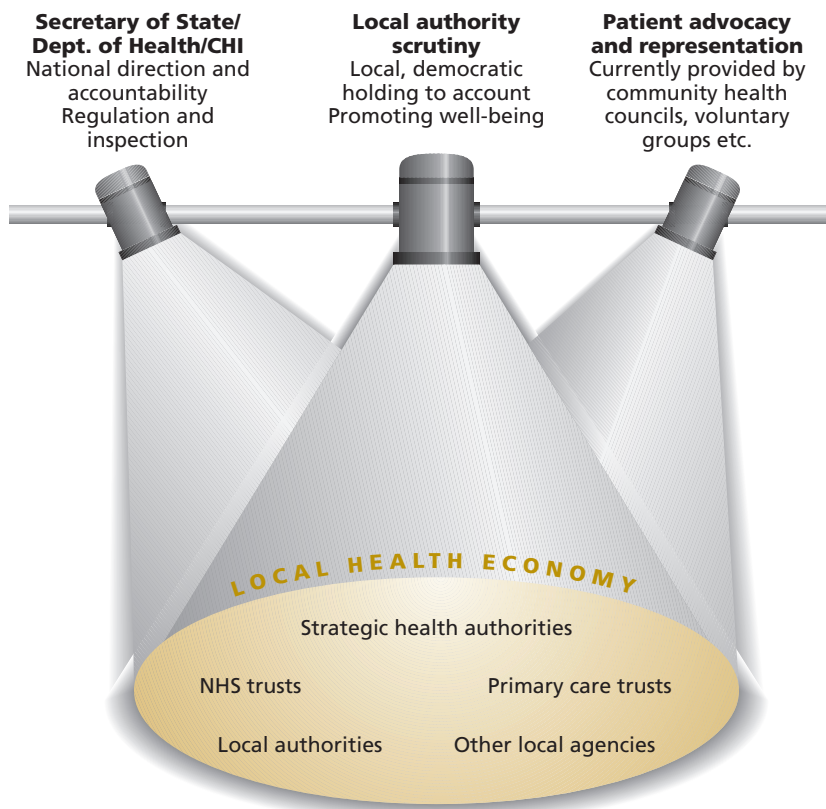 Secretary of State/
Dept. of Health/CHI
National direction and
accountability
Regulation and
inspection
Local authority
scrutiny
Local, democratic
holding to account
Promoting well-being
Patient advocacy
and representation
Currently provided by
community health
councils, voluntary
groups etc.
LOCAL HEALTH ECONOMY
Strategic health authorities
NHS trusts
Primary care trusts
Local authorities
Other local agencies